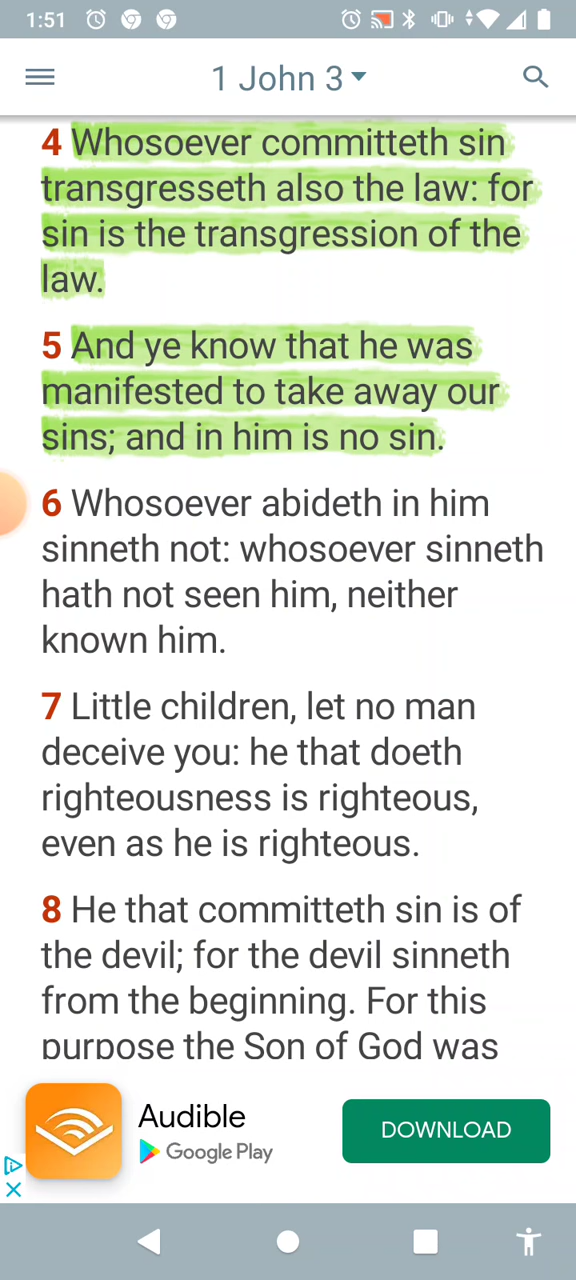 1:51
1 John 3
4 Whosoever committeth sin
transgresseth also the law: for
sin is the transgression of the
law.
5 And ye know that he was
manifested to take away our
sins; and in him is no sin.
6 Whosoever abideth in him
sinneth not: whosoever sinneth
hath not seen him, neither
known him.
7 Little children, let no man
deceive you: he that doeth
righteousness is righteous,
even as he is righteous.
8 He that committeth sin is of
the devil; for the devil sinneth
from the beginning. For this
purpose the Son of God was
Audible
Google Play
DOWNLOAD